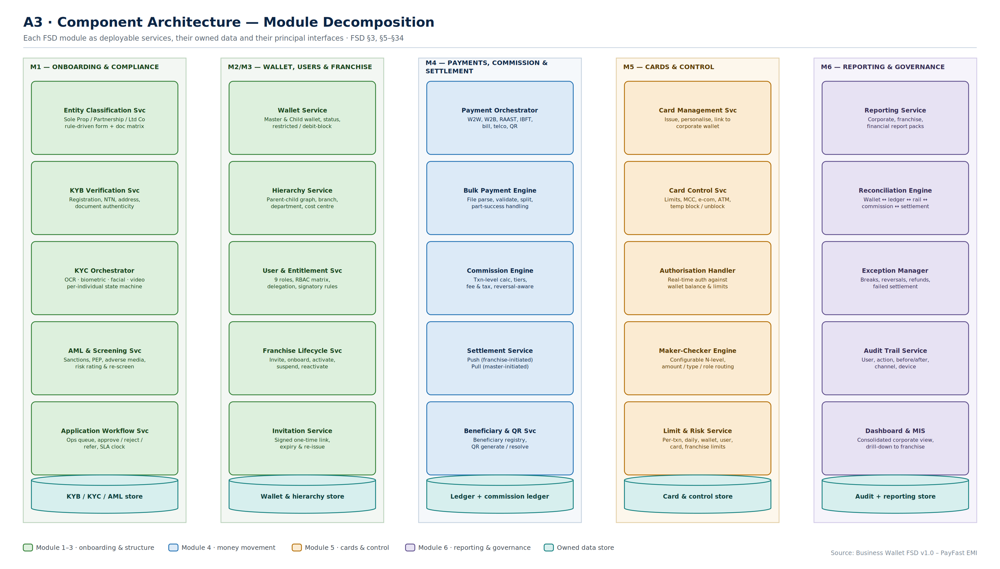 A3 · Component Architecture — Module Decomposition
Each FSD module as deployable services, their owned data and their principal interfaces · FSD §3, §5–§34
M1 — ONBOARDING & COMPLIANCE
Entity Classification Svc
Sole Prop / Partnership / Ltd Co
rule-driven form + doc matrix
KYB Verification Svc
Registration, NTN, address,
document authenticity
KYC Orchestrator
OCR · biometric · facial · video
per-individual state machine
AML & Screening Svc
Sanctions, PEP, adverse media,
risk rating & re-screen
Application Workflow Svc
Ops queue, approve / reject /
refer, SLA clock
KYB / KYC / AML store
M2/M3 — WALLET, USERS & FRANCHISE
Wallet Service
Master & Child wallet, status,
restricted / debit-block
Hierarchy Service
Parent-child graph, branch,
department, cost centre
User & Entitlement Svc
9 roles, RBAC matrix,
delegation, signatory rules
Franchise Lifecycle Svc
Invite, onboard, activate,
suspend, reactivate
Invitation Service
Signed one-time link,
expiry & re-issue
Wallet & hierarchy store
M4 — PAYMENTS, COMMISSION &
SETTLEMENT
Payment Orchestrator
W2W, W2B, RAAST, IBFT,
bill, telco, QR
Bulk Payment Engine
File parse, validate, split,
part-success handling
Commission Engine
Txn-level calc, tiers,
fee & tax, reversal-aware
Settlement Service
Push (franchise-initiated)
Pull (master-initiated)
Beneficiary & QR Svc
Beneficiary registry,
QR generate / resolve
Ledger + commission ledger
M5 — CARDS & CONTROL
Card Management Svc
Issue, personalise, link to
corporate wallet
Card Control Svc
Limits, MCC, e-com, ATM,
temp block / unblock
Authorisation Handler
Real-time auth against
wallet balance & limits
Maker-Checker Engine
Configurable N-level,
amount / type / role routing
Limit & Risk Service
Per-txn, daily, wallet, user,
card, franchise limits
Card & control store
M6 — REPORTING & GOVERNANCE
Reporting Service
Corporate, franchise,
financial report packs
Reconciliation Engine
Wallet ↔ ledger ↔ rail ↔
commission ↔ settlement
Exception Manager
Breaks, reversals, refunds,
failed settlement
Audit Trail Service
User, action, before/after,
channel, device
Dashboard & MIS
Consolidated corporate view,
drill-down to franchise
Audit + reporting store
Module 1–3 · onboarding & structure
Module 4 · money movement
Module 5 · cards & control
Module 6 · reporting & governance
Owned data store
Source: Business Wallet FSD v1.0 – PayFast EMI